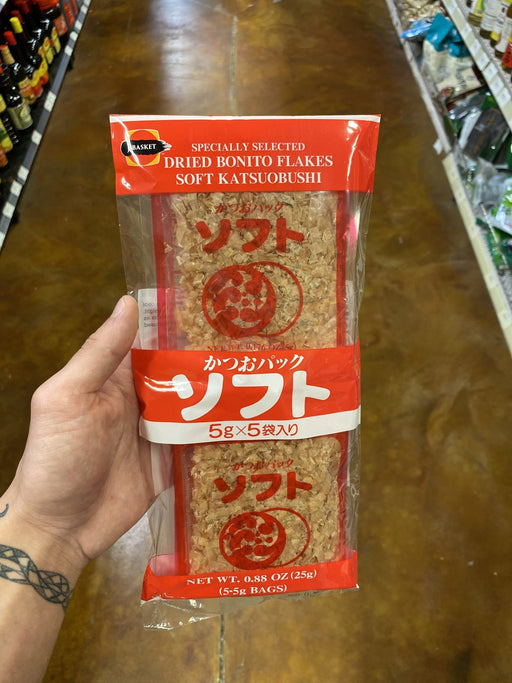 J-BASKET
SPECIALLY SELECTED
DRIED BONITO FLAKES
SOFT KATSUOBUSHI
かつおパック
ソフト
かつおパック
ソフト
5g×5袋入り
かつおパック
ソフト
NET WT. 0.88 OZ (25g)
(5-5g BAGS)